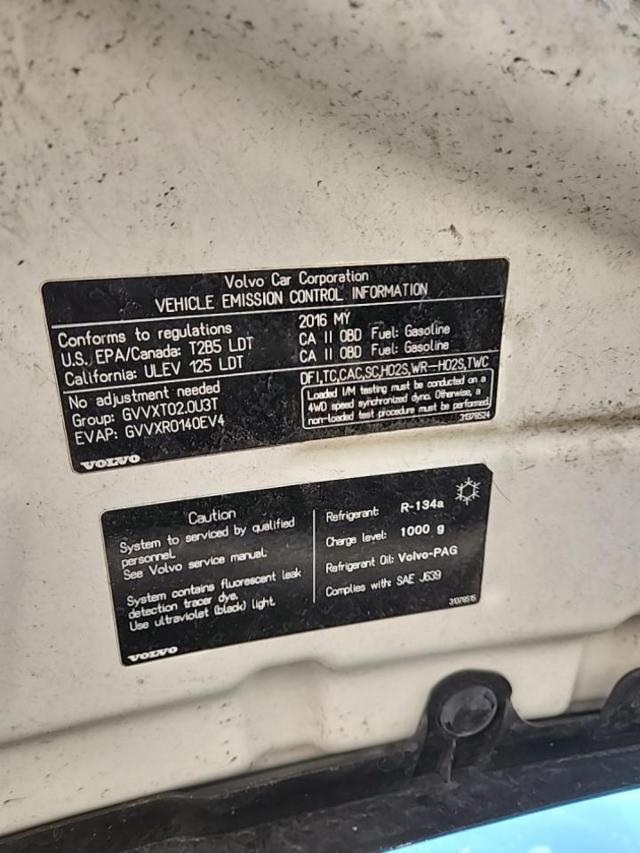 Volvo Car Corporation
VEHICLE EMISSION CONTROL INFORMATION
Conforms to regulations
U.S. EPA/Canada: T2B5 LDT
California: ULEV 125 LDT
2016 MY
CA II OBD Fuel: Gasoline
CA II OBD Fuel: Gasoline
No adjustment needed
Group: GVVXT02.0U3T
EVAP: GVVXR0140EV4
DFI,TC,CAC,SC,HO2S,WR-HO2S,TWC
Loaded I/M testing must be conducted on a
4WD speed synchronized dyno. Otherwise, a
non-loaded test procedure must be performed.
31378524
VOLVO
Caution
System to serviced by qualified
personnel.
See Volvo service manual.
System contains fluorescent leak
detection tracer dye.
Use ultraviolet (black) light.
Refrigerant: R-134a
Charge level: 1000 g
Refrigerant Oil: Volvo-PAG
Complies with: SAE J639
31378515
VOLVO